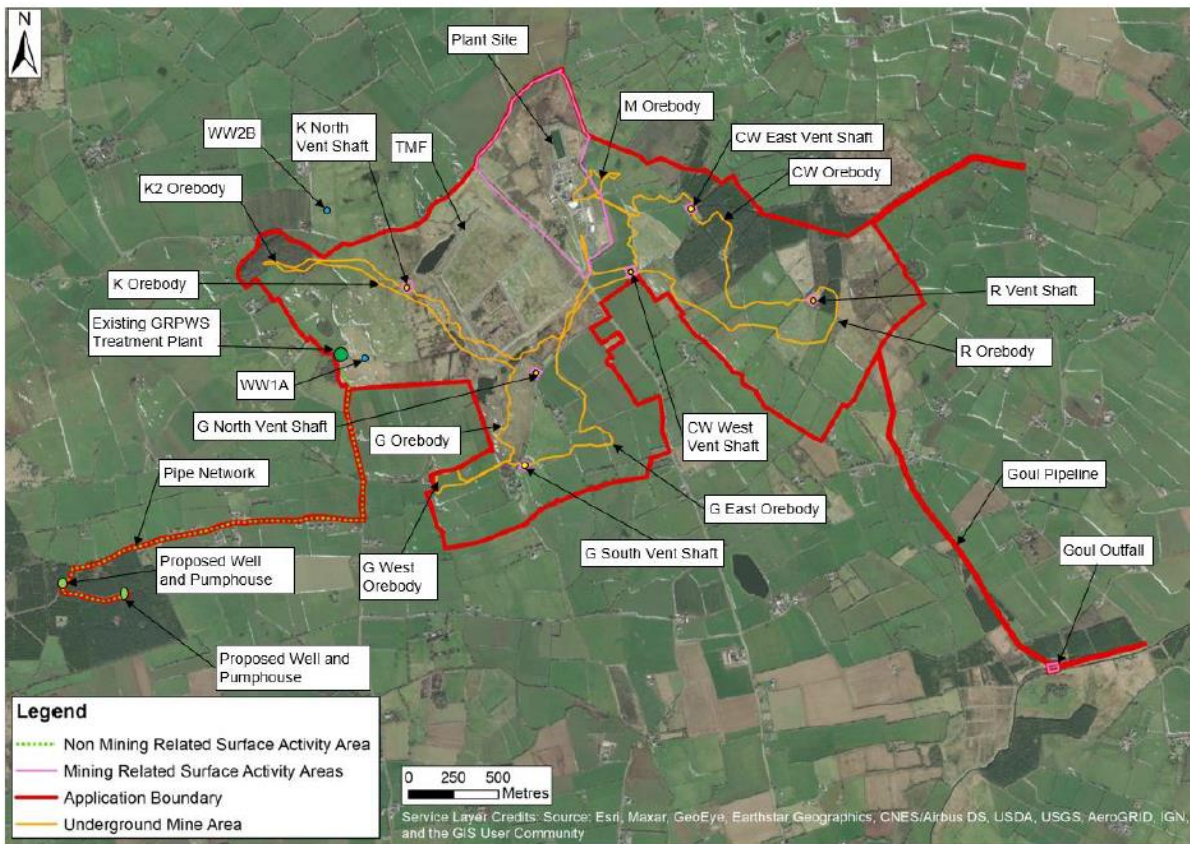 N
Plant Site
M Orebody
WW2B
K North
Vent Shaft
TMF
CW East Vent Shaft
CW Orebody
K2 Orebody
K Orebody
R Vent Shaft
Existing GRPWS
Treatment Plant
R Orebody
WW1A
G North Vent Shaft
G Orebody
CW West
Vent Shaft
Pipe Network
Goul Pipeline
G East Orebody
Proposed Well
and Pumphouse
G West
Orebody
G South Vent Shaft
Goul Outfall
Proposed Well and
Pumphouse
Legend
Non Mining Related Surface Activity Area
Mining Related Surface Activity Areas
Application Boundary
Underground Mine Area
0 250 500
Metres
Service Layer Credits: Source: Esri, Maxar, GeoEye, Earthstar Geographics, CNES/Airbus DS, USDA, USGS, AeroGRID, IGN,
and the GIS User Community